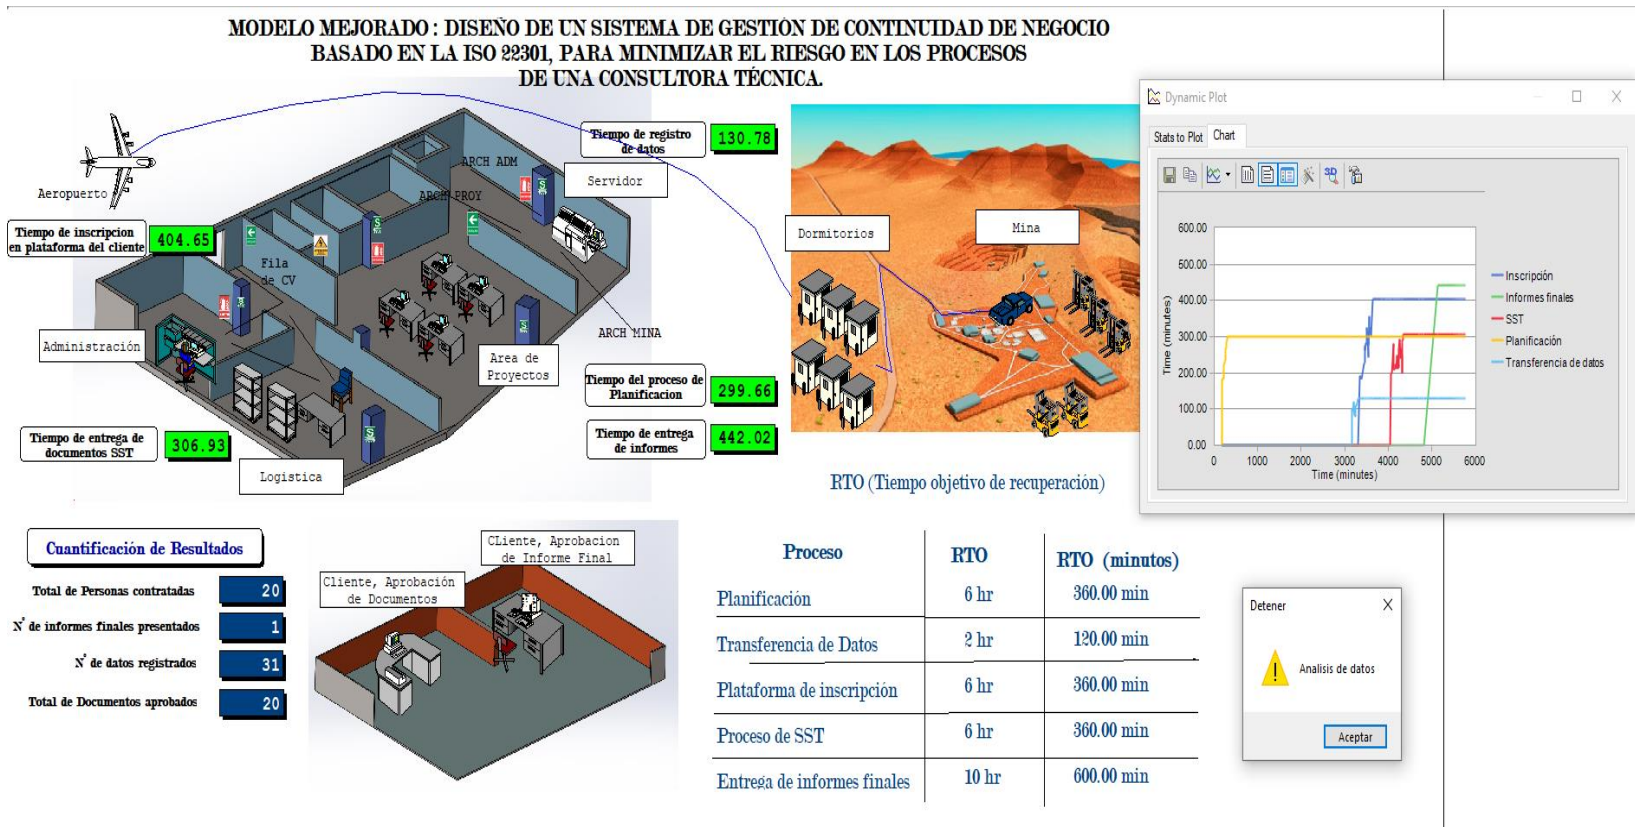 MODELO MEJORADO : DISEÑO DE UN SISTEMA DE GESTIÓN DE CONTINUIDAD DE NEGOCIO
BASADO EN LA ISO 22301, PARA MINIMIZAR EL RIESGO EN LOS PROCESOS
DE UNA CONSULTORA TÉCNICA.
Aeropuerto
Tiempo de inscripcion
en plataforma del cliente
404.65
Tiempo de registro
de datos
130.78
ARCH ADM
ARCH PROY
Servidor
Fila
de CV
ARCH MINA
Administración
Area de
Proyectos
Tiempo del proceso de
Planificacion
299.66
Tiempo de entrega
de informes
442.02
Tiempo de entrega de
documentos SST
306.93
Logistica
Dormitorios
Mina
RTO (Tiempo objetivo de recuperación)
Dynamic Plot
Stats to Plot
Chart
3D
600.00
500.00
400.00
300.00
200.00
100.00
0.00
Time (minutes)
0 1000 2000 3000 4000 5000 6000
Time (minutes)
Inscripción
Informes finales
SST
Planificación
Transferencia de datos
Cuantificación de Resultados
Total de Personas contratadas 20
N° de informes finales presentados 1
N° de datos registrados 31
Total de Documentos aprobados 20
CLiente, Aprobacion
de Informe Final
Cliente, Aprobación
de Documentos
Proceso RTO RTO (minutos)
Planificación 6 hr 360.00 min
Transferencia de Datos 2 hr 120.00 min
Plataforma de inscripción 6 hr 360.00 min
Proceso de SST 6 hr 360.00 min
Entrega de informes finales 10 hr 600.00 min
Detener
Analisis de datos
Aceptar